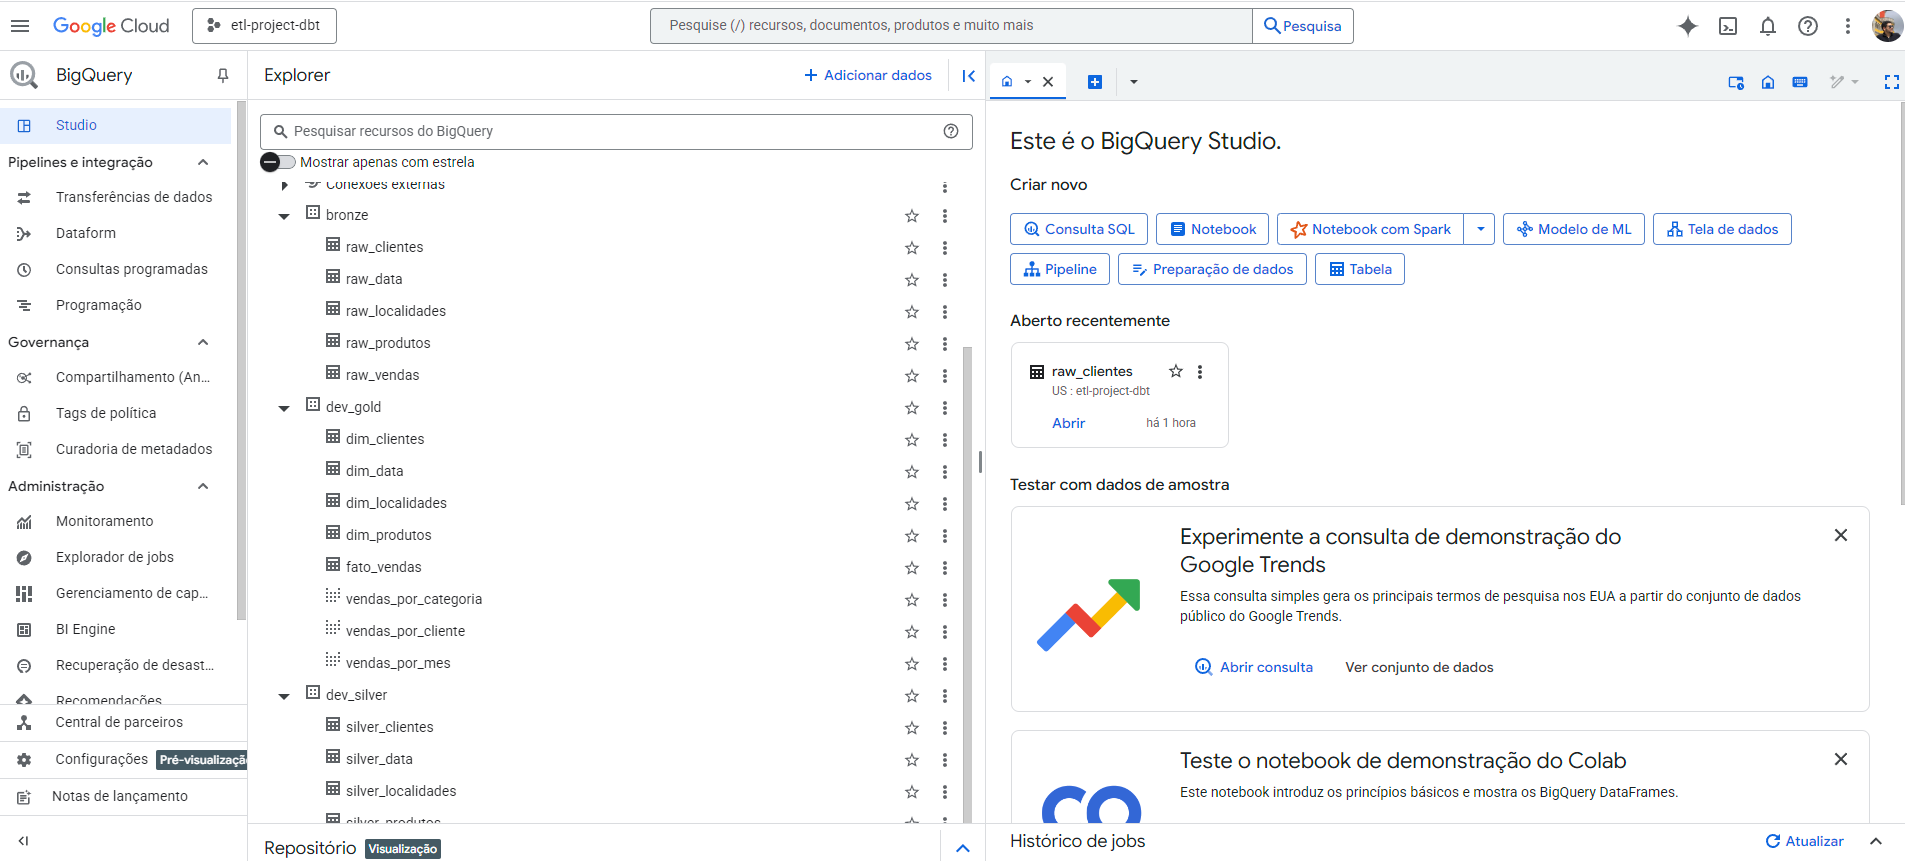 Google Cloud
etl-project-dbt
Pesquise (/) recursos, documentos, produtos e muito mais
Pesquisa
BigQuery
Studio
Pipelines e integração
Transferências de dados
Dataform
Consultas programadas
Programação
Governança
Compartilhamento (An...
Tags de política
Curadoria de metadados
Administração
Monitoramento
Explorador de jobs
Gerenciamento de cap...
BI Engine
Recuperação de desast...
Recomendações
Central de parceiros
Configurações Pré-visualização
Notas de lançamento
Explorer
Adicionar dados
Pesquisar recursos do BigQuery
Mostrar apenas com estrela
Conexões externas
bronze
raw_clientes
raw_data
raw_localidades
raw_produtos
raw_vendas
dev_gold
dim_clientes
dim_data
dim_localidades
dim_produtos
fato_vendas
vendas_por_categoria
vendas_por_cliente
vendas_por_mes
dev_silver
silver_clientes
silver_data
silver_localidades
silver_produtos
Repositório Visualização
Este é o BigQuery Studio.
Criar novo
Consulta SQL Notebook Notebook com Spark Modelo de ML Tela de dados
Pipeline Preparação de dados Tabela
Aberto recentemente
raw_clientes
US : etl-project-dbt
Abrir há 1 hora
Testar com dados de amostra
Experimente a consulta de demonstração do
Google Trends
Essa consulta simples gera os principais termos de pesquisa nos EUA a partir do conjunto de dados
público do Google Trends.
Abrir consulta Ver conjunto de dados
Teste o notebook de demonstração do Colab
Este notebook introduz os princípios básicos e mostra os BigQuery DataFrames.
Histórico de jobs
Atualizar